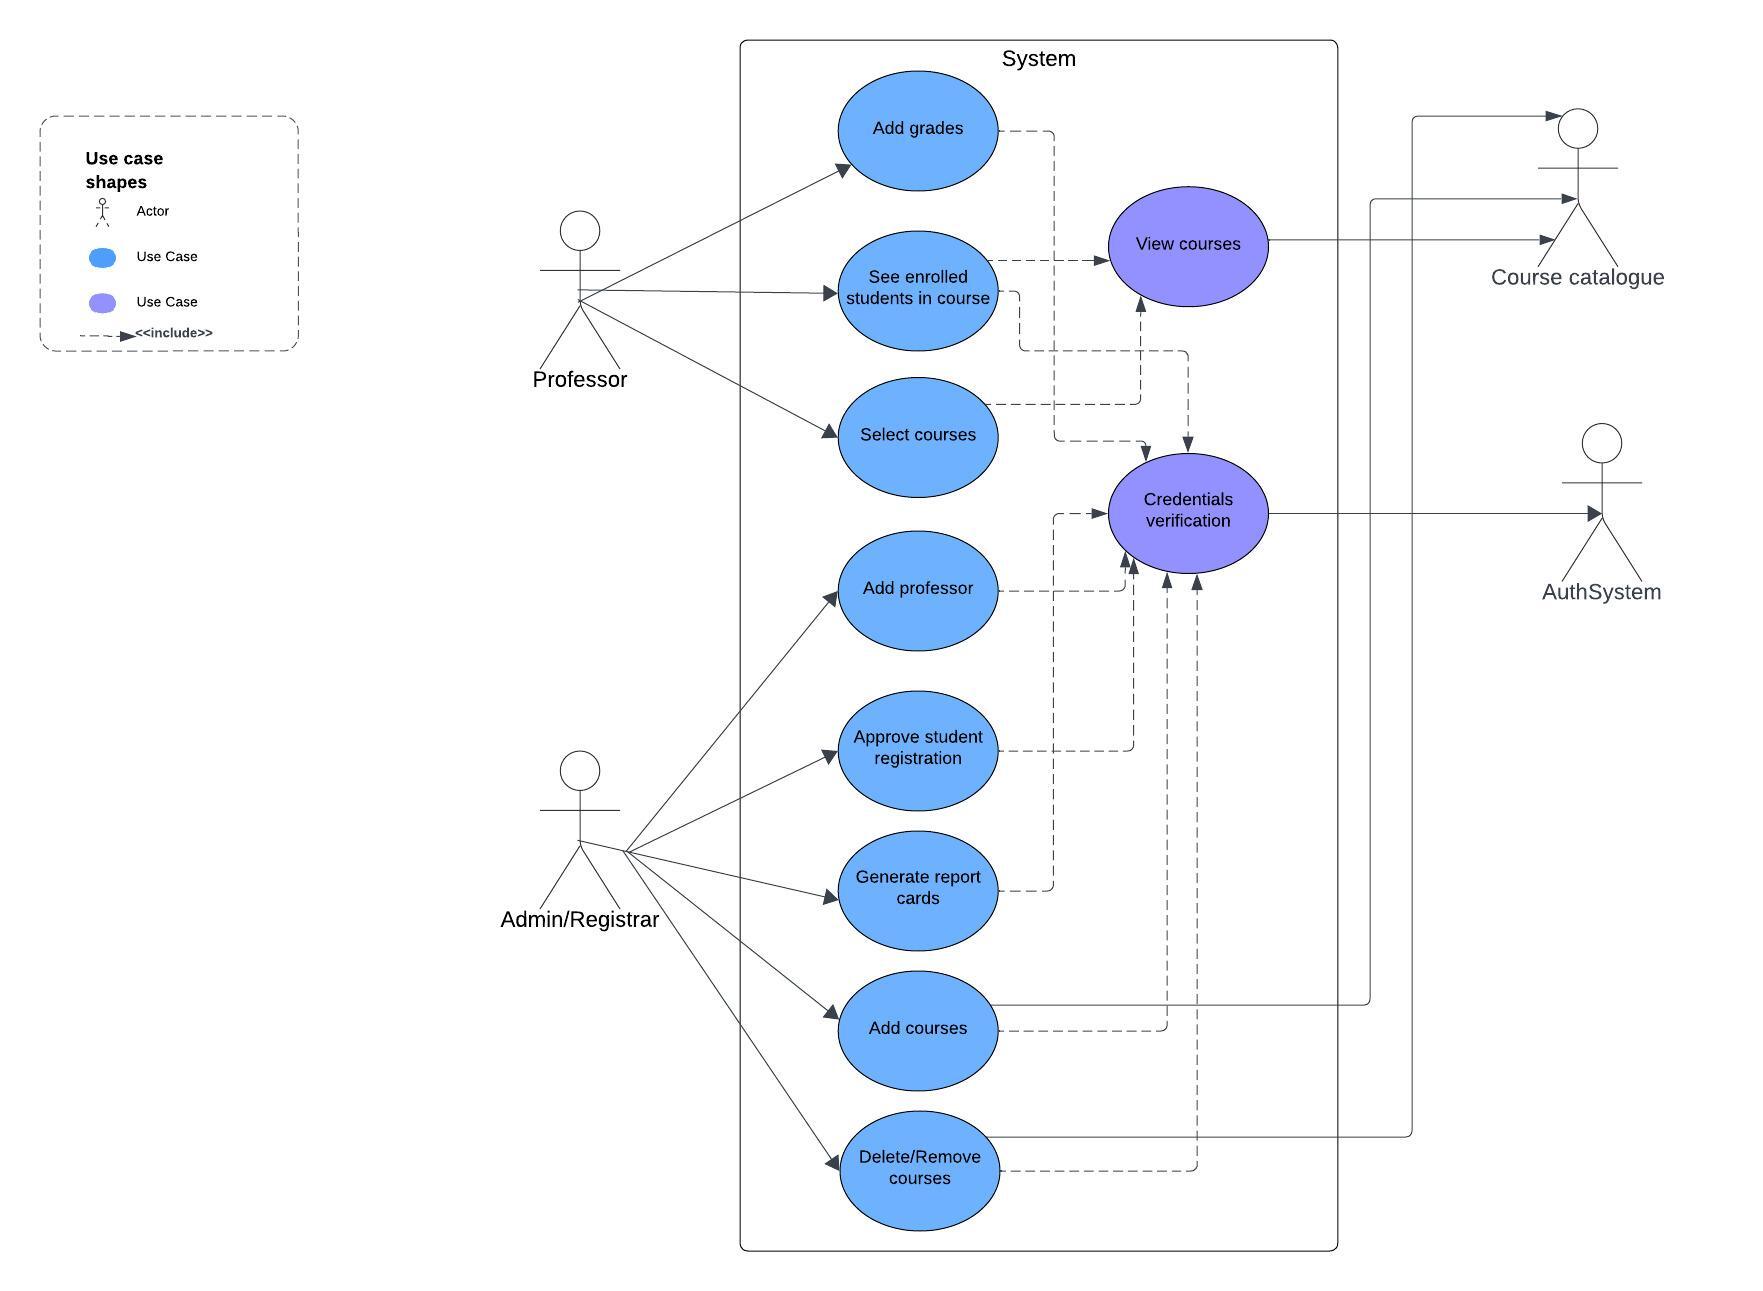 System
Use case
shapes
Actor
Use Case
Use Case
<<include>>
Add grades
View courses
See enrolled
students in course
Course catalogue
Professor
Select courses
Credentials
verification
AuthSystem
Add professor
Approve student
registration
Generate report
cards
Admin/Registrar
Add courses
Delete/Remove
courses